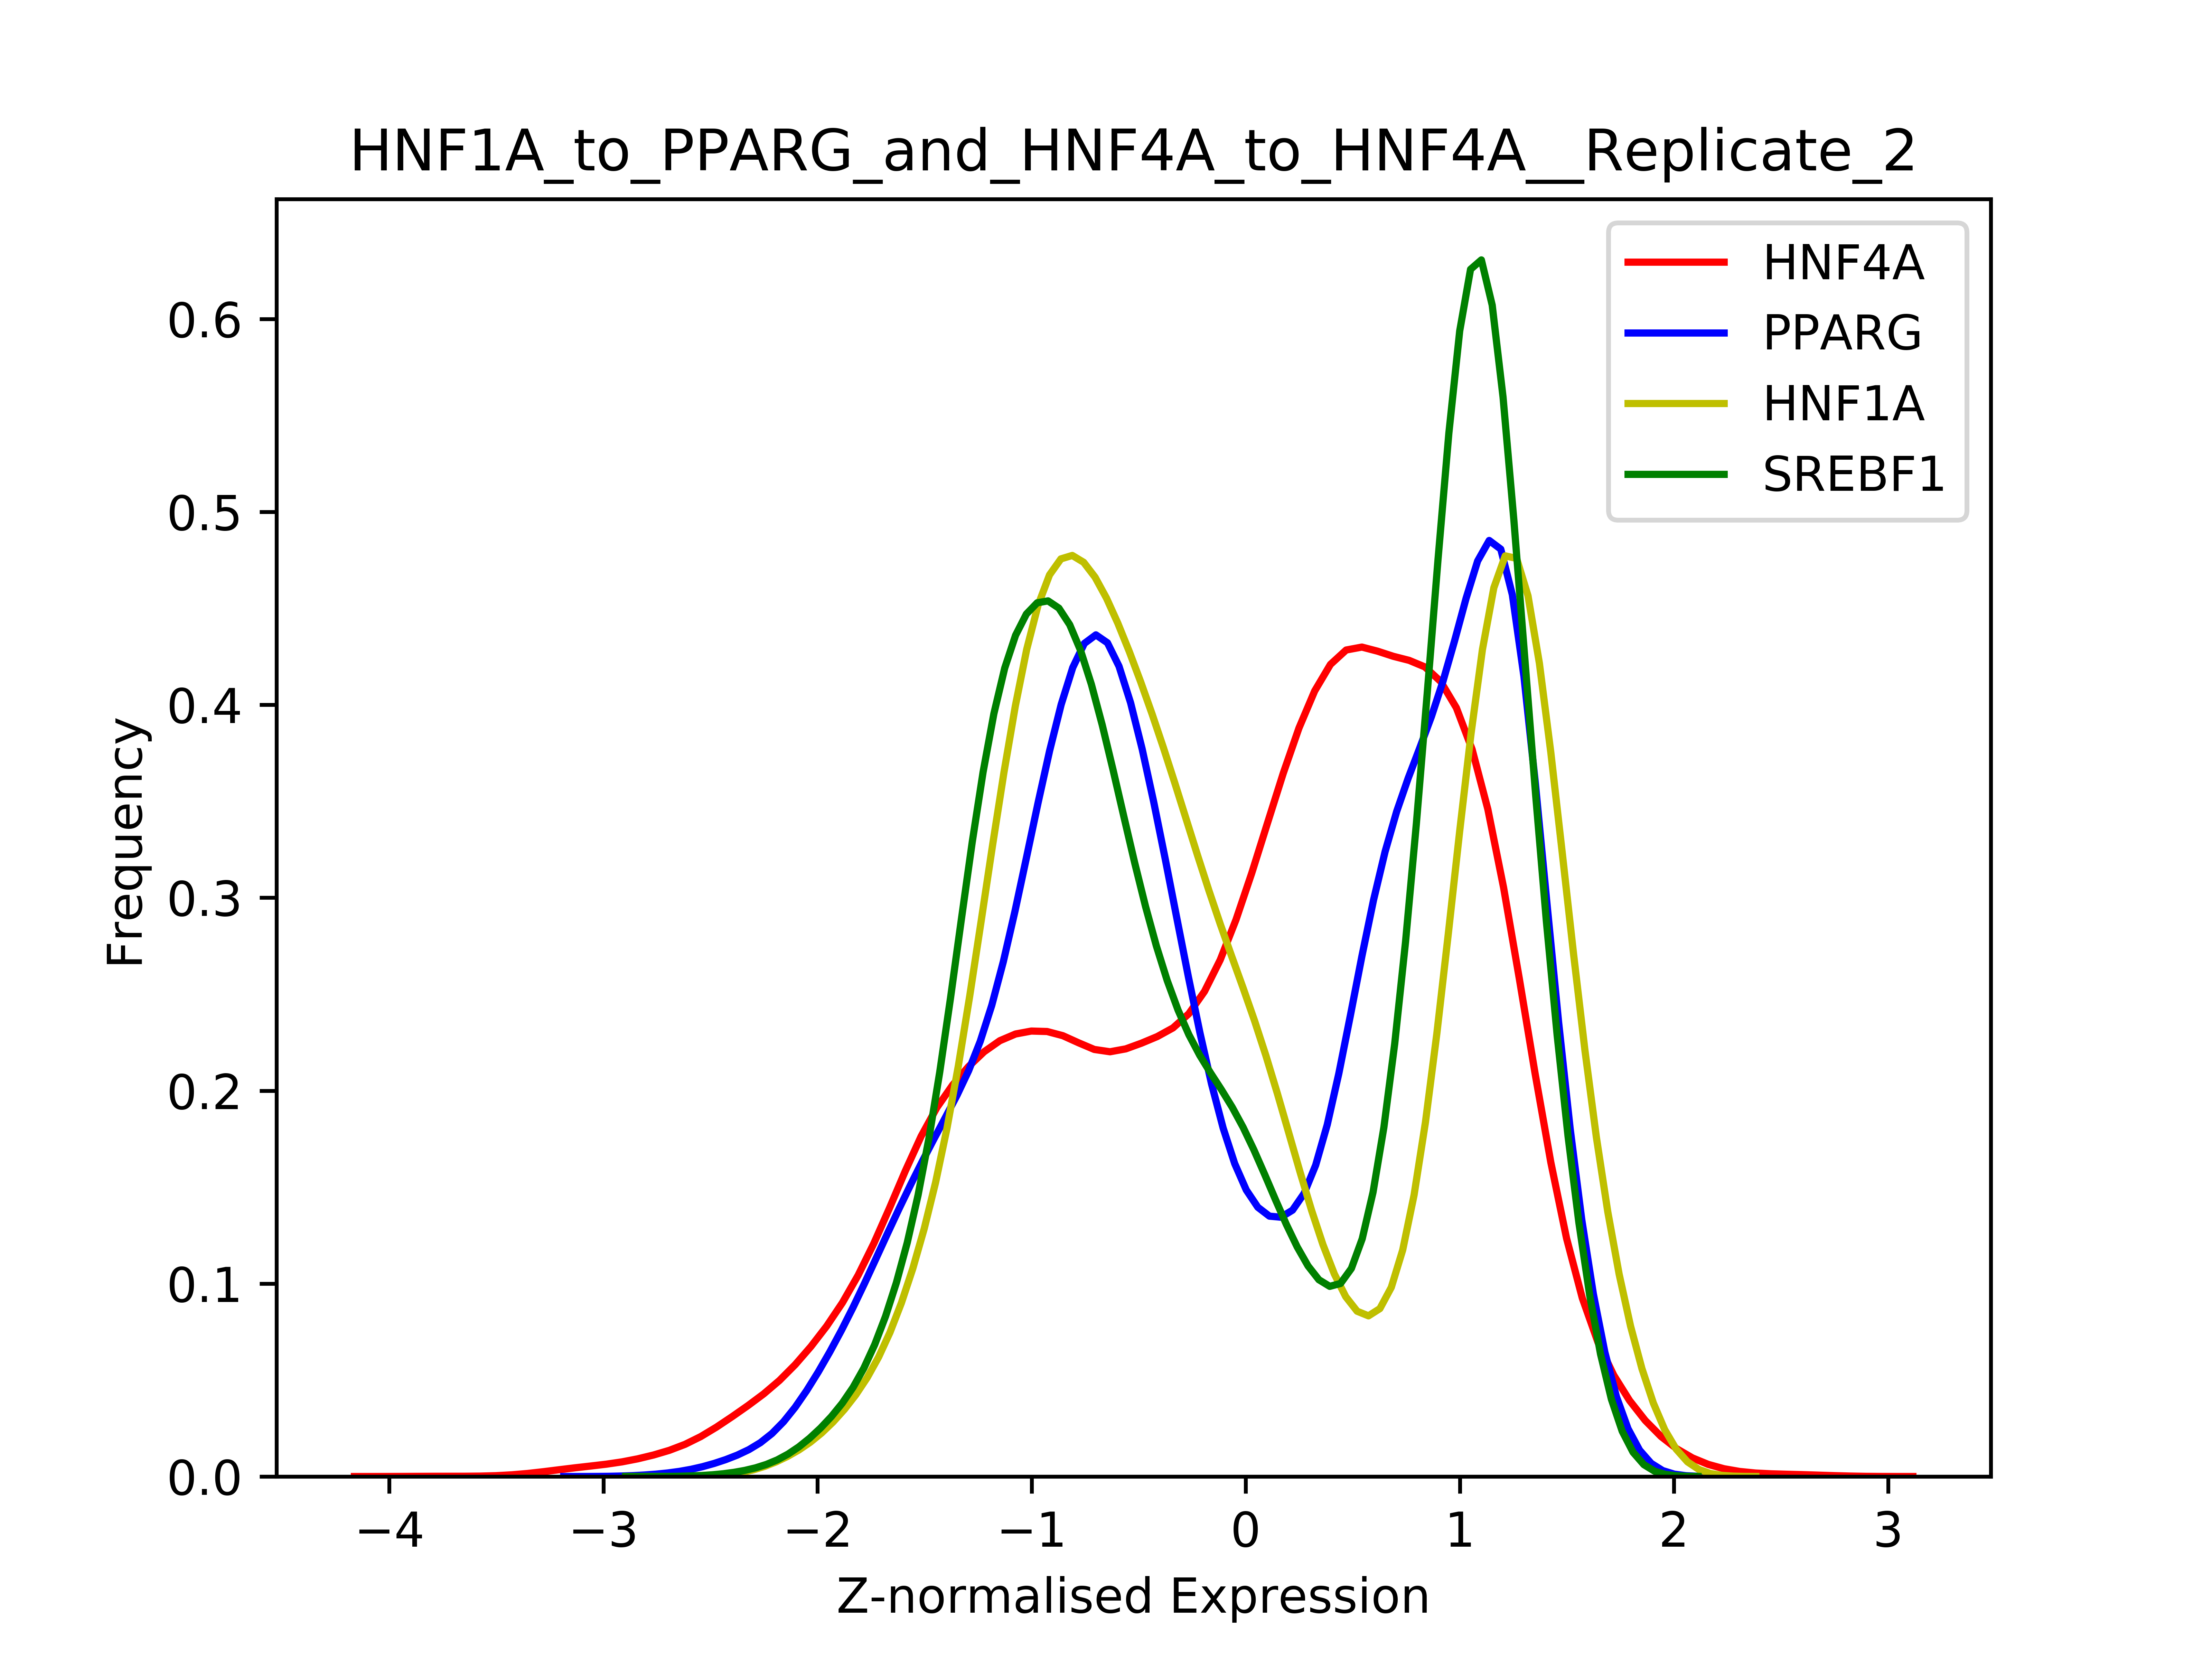 HNF1A_to_PPARG_and_HNF4A_to_HNF4A__Replicate_2
HNF4A
PPARG
HNF1A
SREBF1
Frequency
0.6
0.5
0.4
0.3
0.2
0.1
0.0
−4 −3 −2 −1 0 1 2 3
Z-normalised Expression